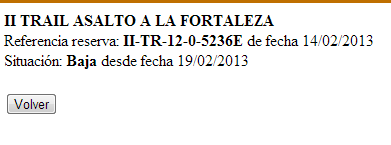 II TRAIL ASALTO A LA FORTALEZA
Referencia reserva: II-TR-12-0-5236E de fecha 14/02/2013
Situación: Baja desde fecha 19/02/2013
Volver